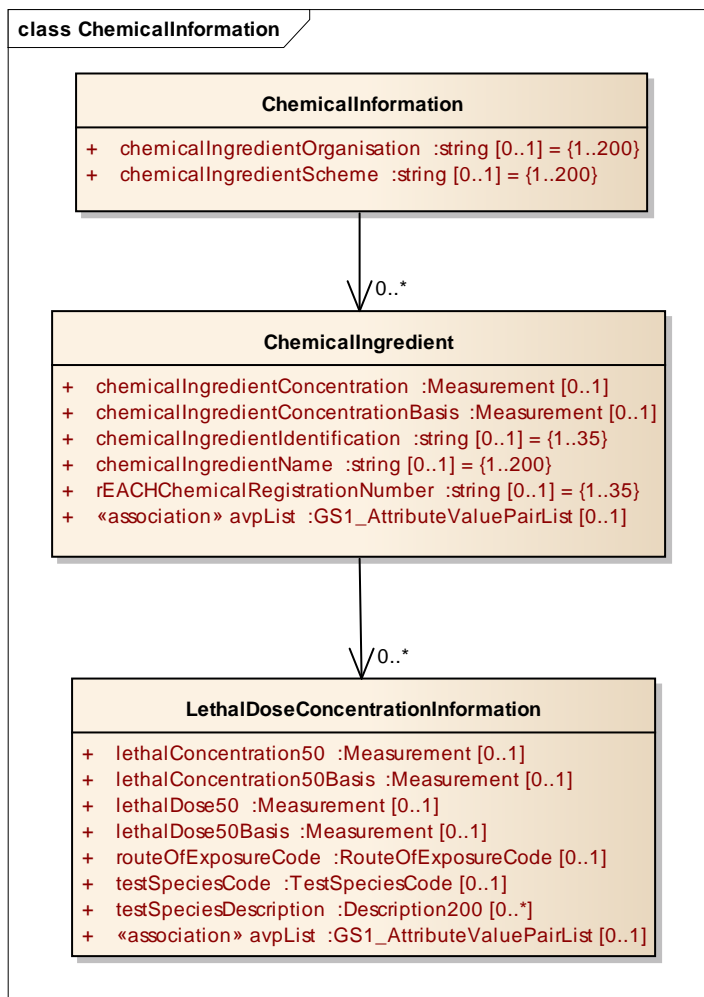 class ChemicalInformation
ChemicalInformation
+ chemicalIngredientOrganisation :string [0..1] = {1..200}
+ chemicalIngredientScheme :string [0..1] = {1..200}
0..*
ChemicalIngredient
+ chemicalIngredientConcentration :Measurement [0..1]
+ chemicalIngredientConcentrationBasis :Measurement [0..1]
+ chemicalIngredientIdentification :string [0..1] = {1..35}
+ chemicalIngredientName :string [0..1] = {1..200}
+ rEACHChemicalRegistrationNumber :string [0..1] = {1..35}
+ «association» avpList :GS1_AttributeValuePairList [0..1]
0..*
LethalDoseConcentrationInformation
+ lethalConcentration50 :Measurement [0..1]
+ lethalConcentration50Basis :Measurement [0..1]
+ lethalDose50 :Measurement [0..1]
+ lethalDose50Basis :Measurement [0..1]
+ routeOfExposureCode :RouteOfExposureCode [0..1]
+ testSpeciesCode :TestSpeciesCode [0..1]
+ testSpeciesDescription :Description200 [0..*]
+ «association» avpList :GS1_AttributeValuePairList [0..1]